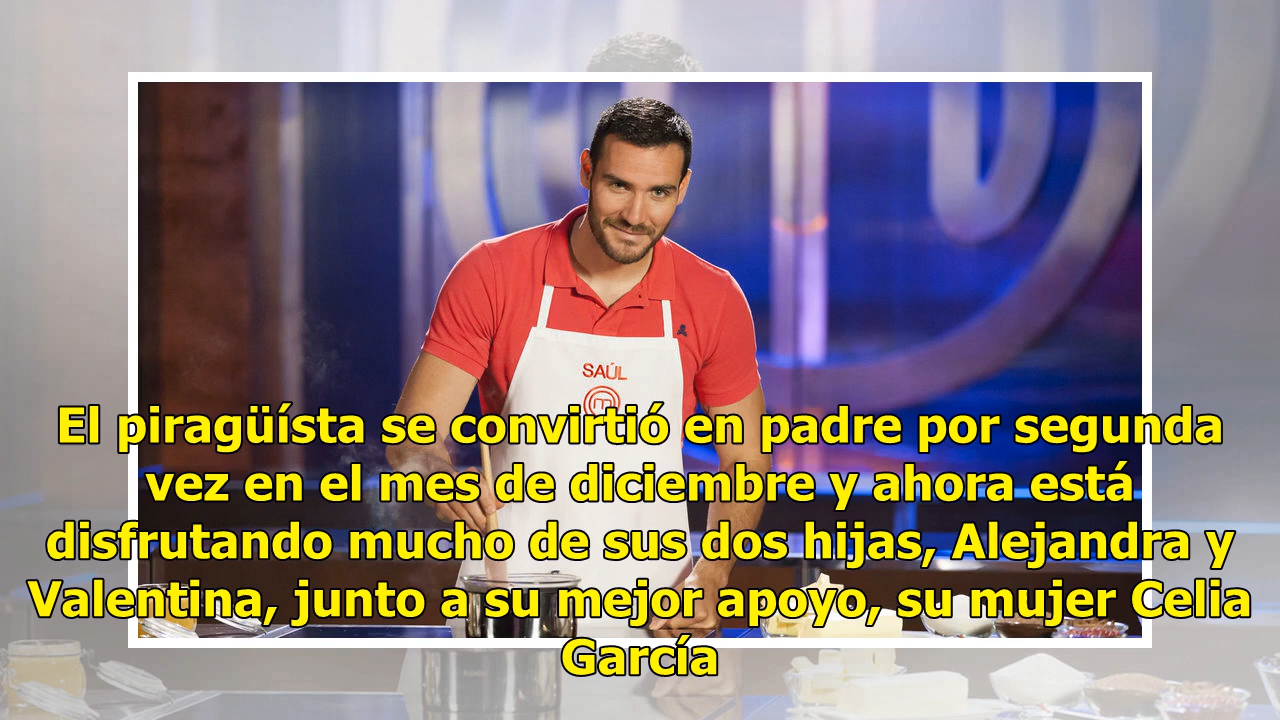 SAÚL
El piragüísta se convirtió en padre por segunda
vez en el mes de diciembre y ahora está
disfrutando mucho de sus dos hijas, Alejandra y
Valentina, junto a su mejor apoyo, su mujer Celia
García